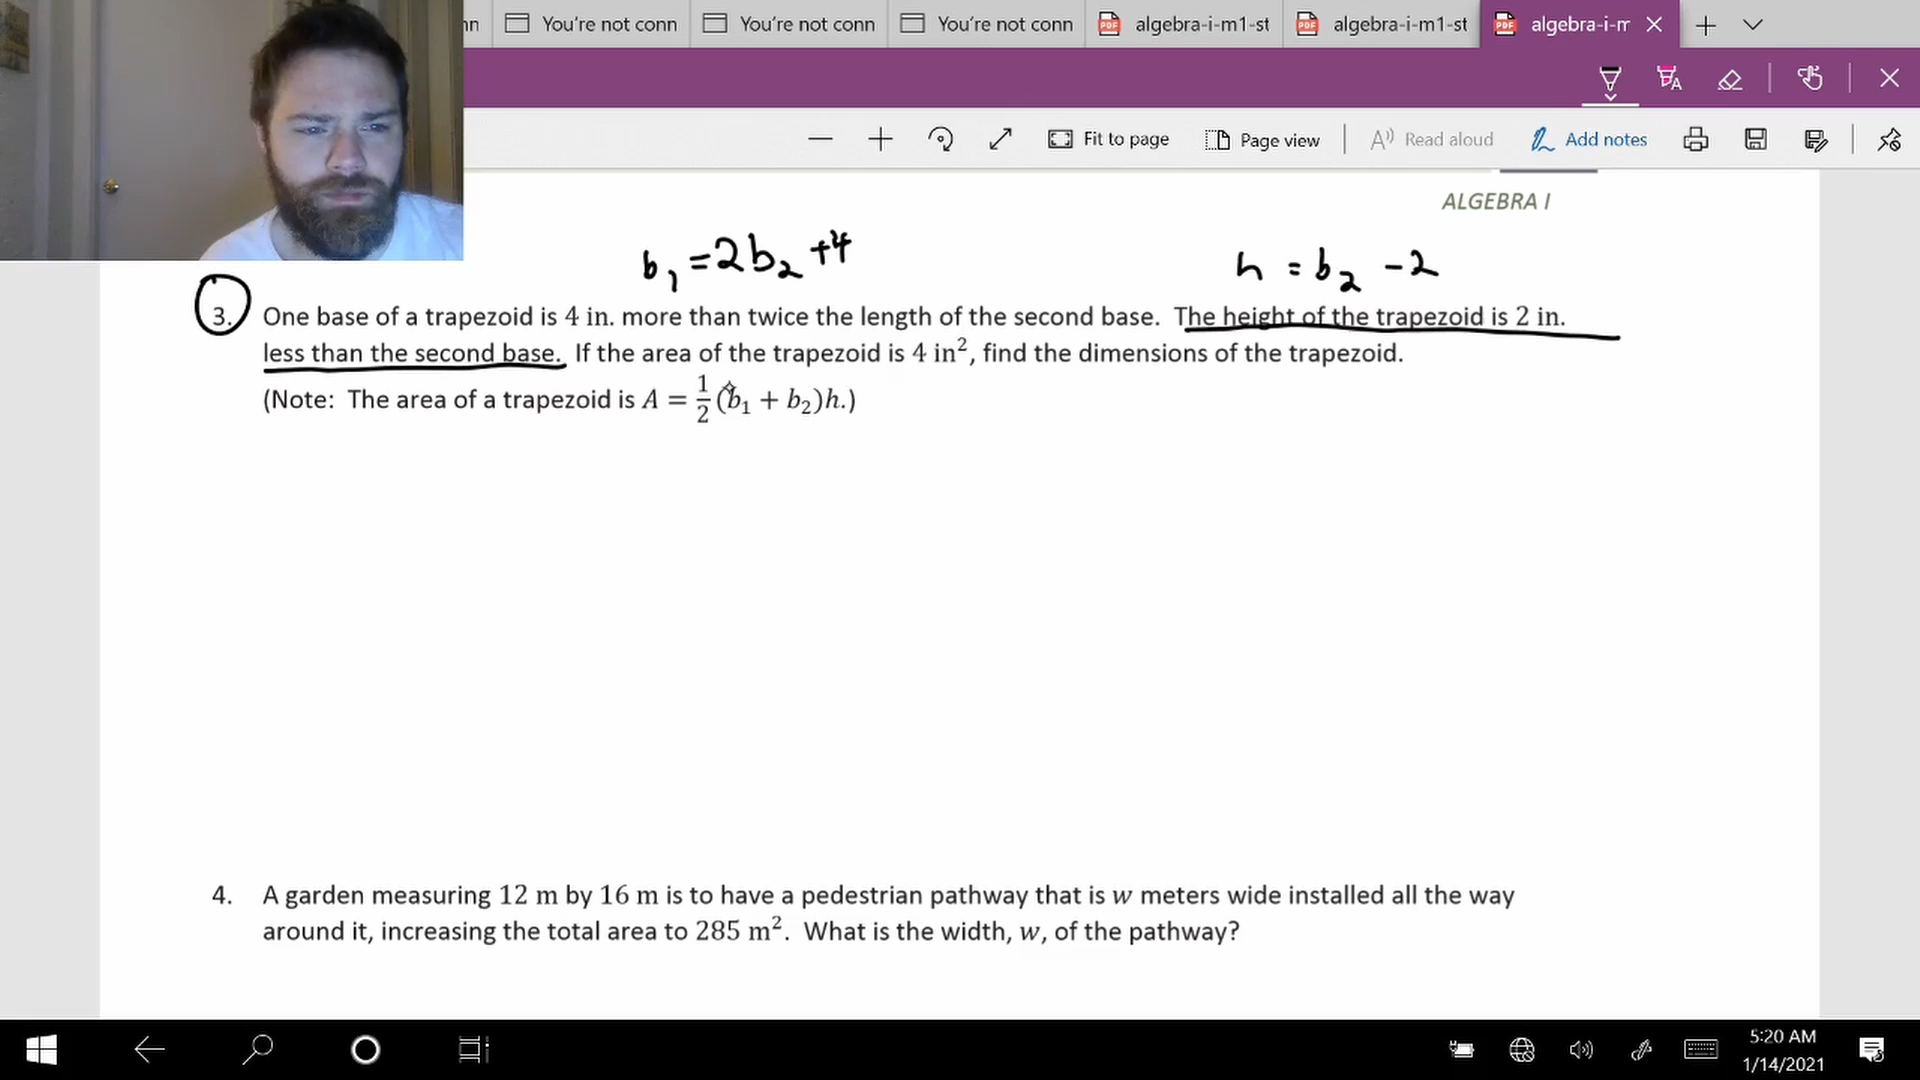 nn
You're not conn
You're not conn
You're not conn
algebra-i-m1-st
algebra-i-m1-st
algebra-i-m
Fit to page
Page view
Read aloud
Add notes
ALGEBRA I
b₁ = 2b₂ + 4
h = b₂ - 2
3. One base of a trapezoid is 4 in. more than twice the length of the second base. The height of the trapezoid is 2 in.
less than the second base. If the area of the trapezoid is 4 in², find the dimensions of the trapezoid.
(Note: The area of a trapezoid is A = 1/2 (b₁ + b₂)h.)
4. A garden measuring 12 m by 16 m is to have a pedestrian pathway that is w meters wide installed all the way
around it, increasing the total area to 285 m². What is the width, w, of the pathway?
5:20 AM
1/14/2021